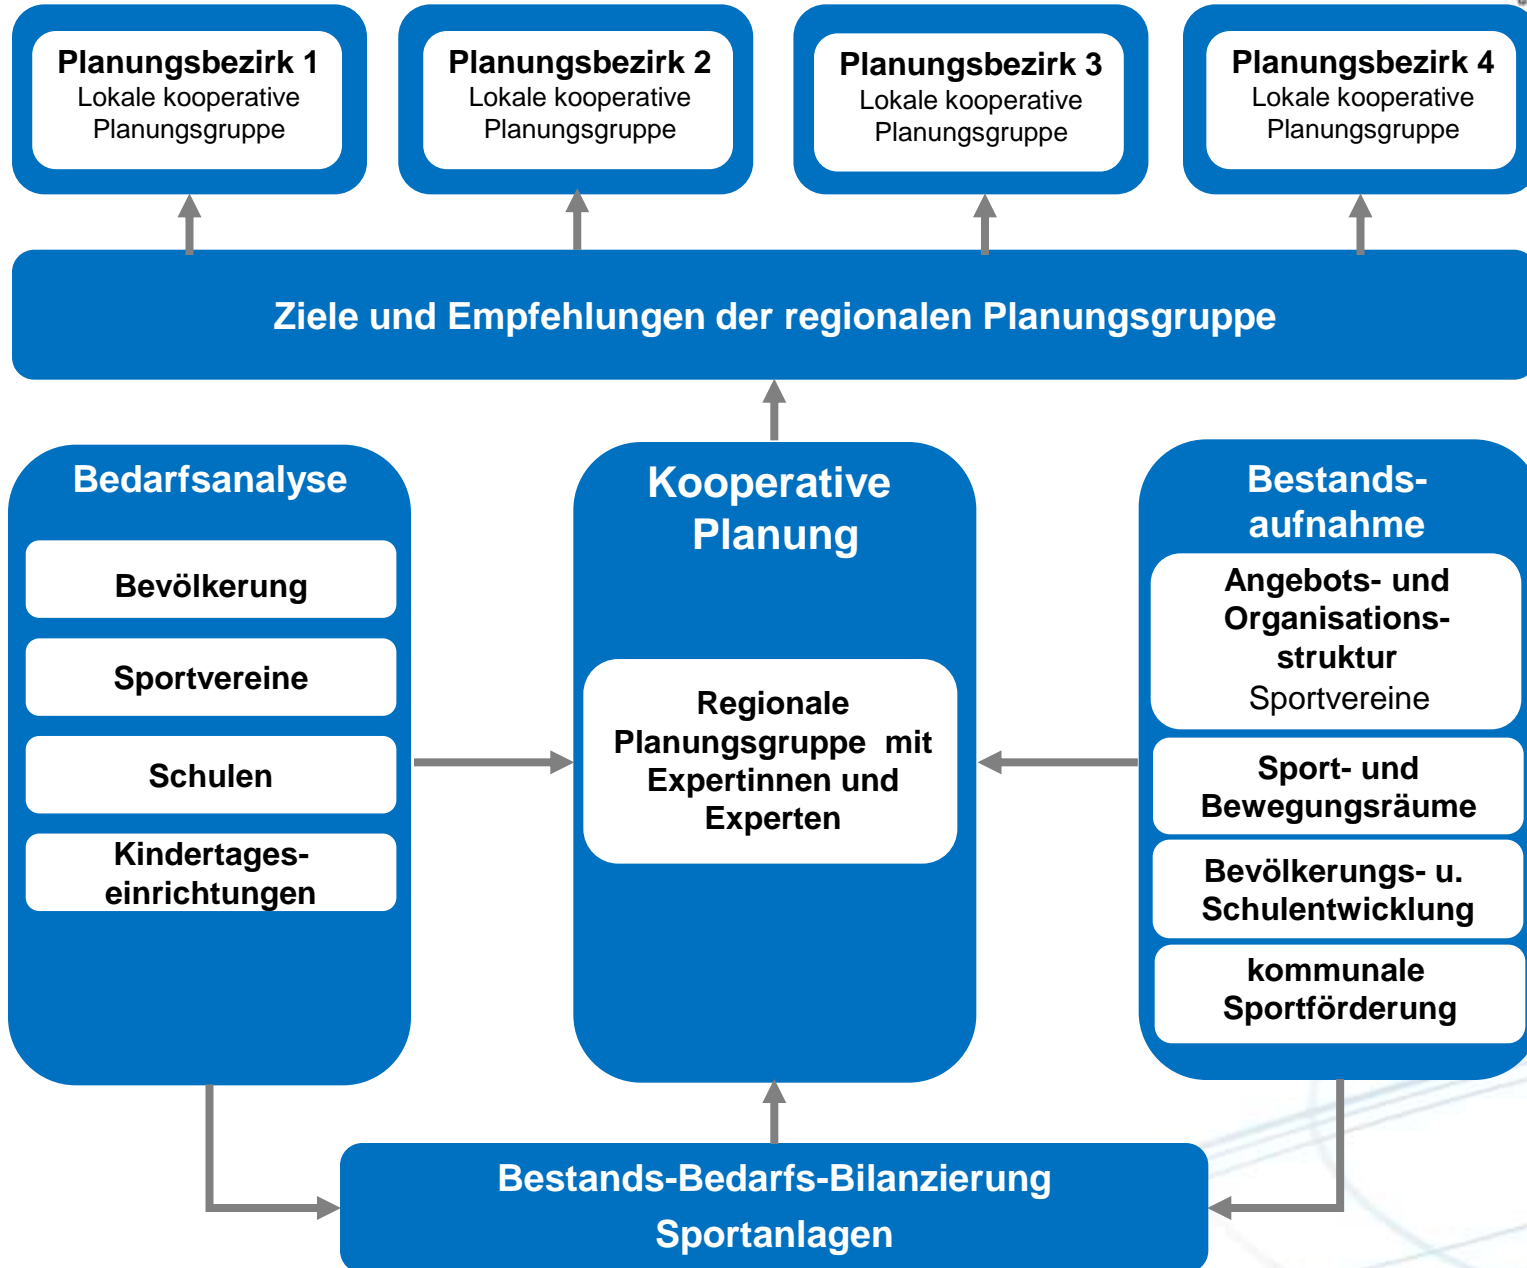 Planungsbezirk 1
Lokale kooperative
Planungsgruppe
Planungsbezirk 2
Lokale kooperative
Planungsgruppe
Planungsbezirk 3
Lokale kooperative
Planungsgruppe
Planungsbezirk 4
Lokale kooperative
Planungsgruppe
Ziele und Empfehlungen der regionalen Planungsgruppe
Bedarfsanalyse
Bevölkerung
Sportvereine
Schulen
Kindertages-
einrichtungen
Kooperative
Planung
Regionale
Planungsgruppe mit
Expertinnen und
Experten
Bestands-
aufnahme
Angebots- und
Organisations-
struktur
Sportvereine
Sport- und
Bewegungsräume
Bevölkerungs- u.
Schulentwicklung
kommunale
Sportförderung
Bestands-Bedarfs-Bilanzierung
Sportanlagen